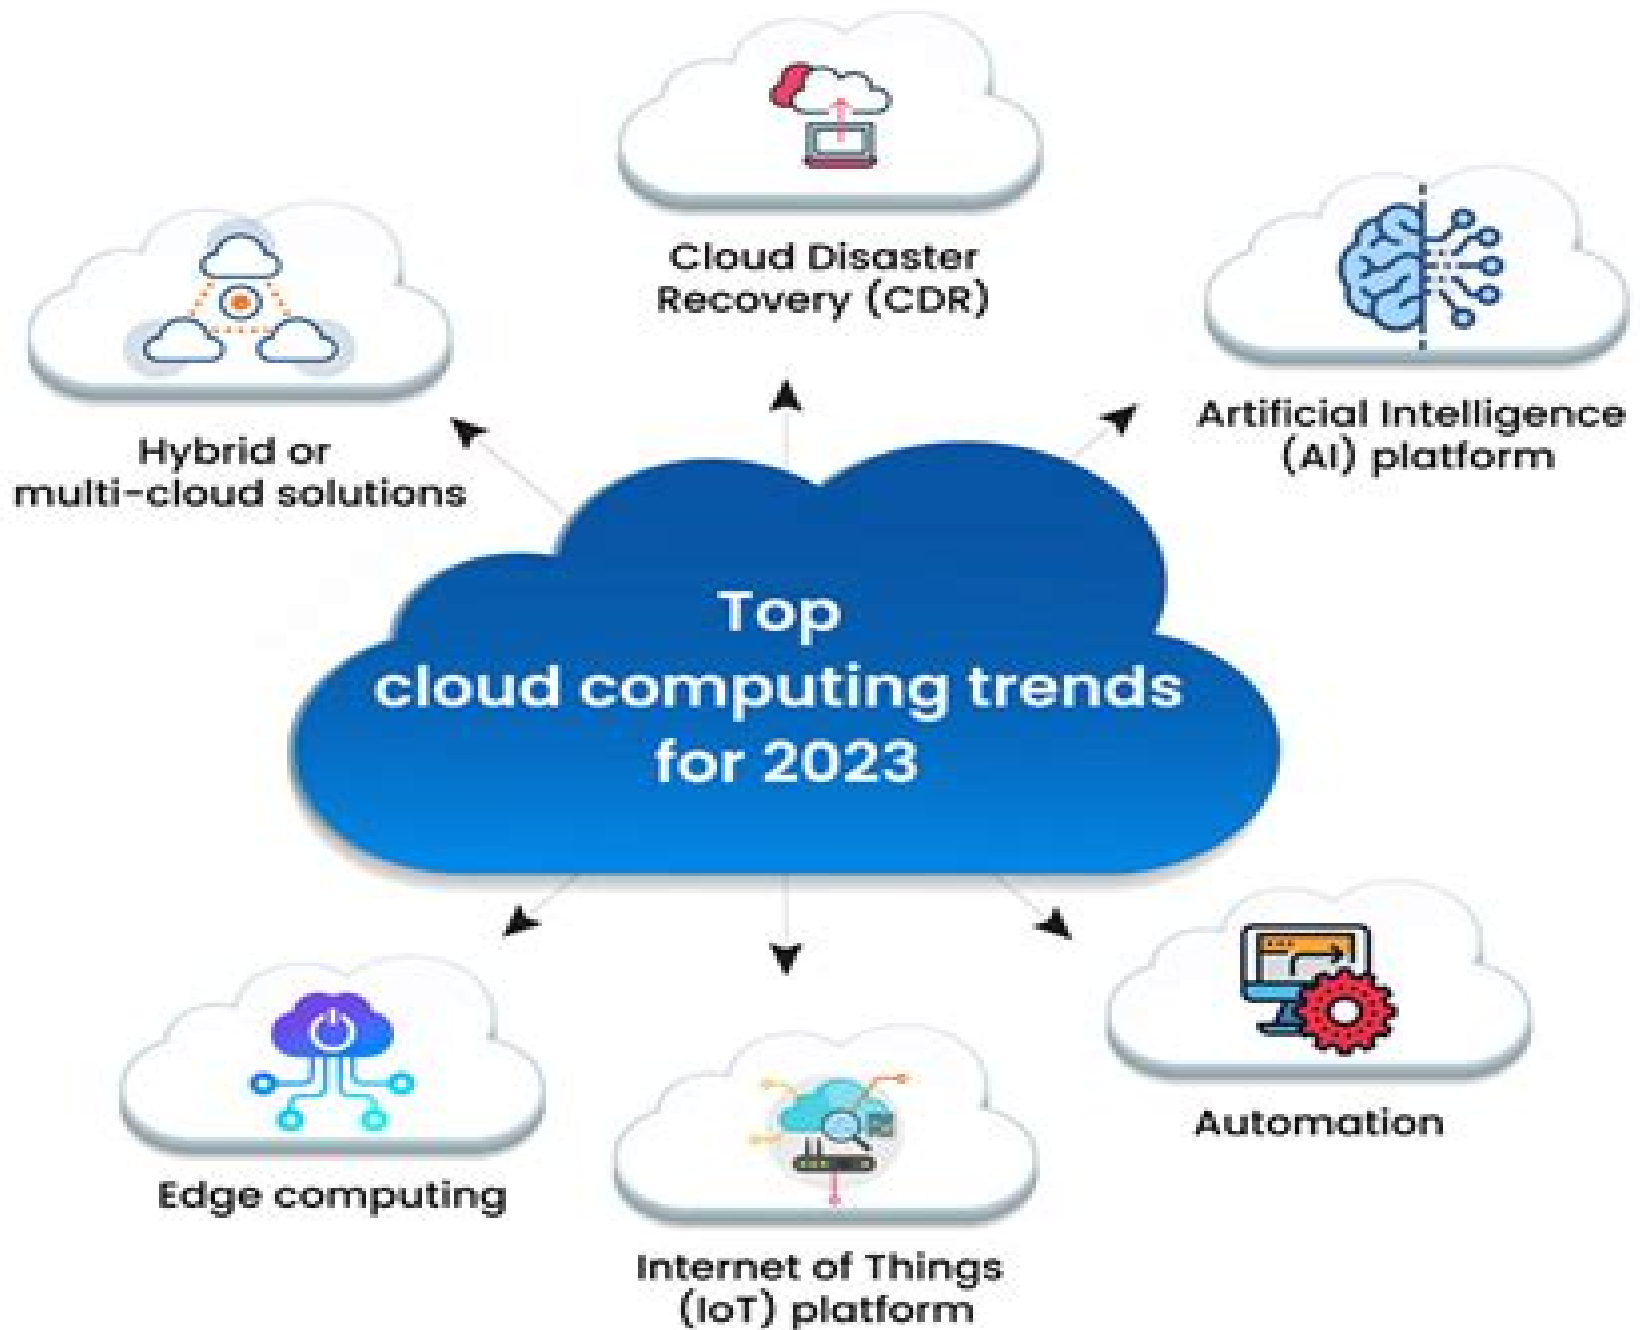 Cloud Disaster
Recovery (CDR)
Hybrid or
multi-cloud solutions
Artificial Intelligence
(AI) platform
Top
cloud computing trends
for 2023
Edge computing
Internet of Things
(IoT) platform
Automation